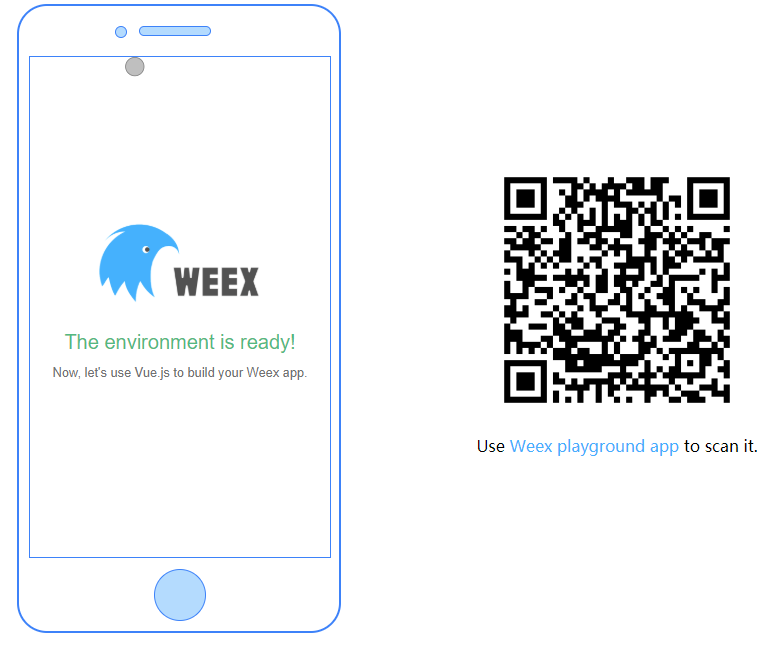 WEEX
The environment is ready!
Now, let's use Vue.js to build your Weex app.
Use Weex playground app to scan it.